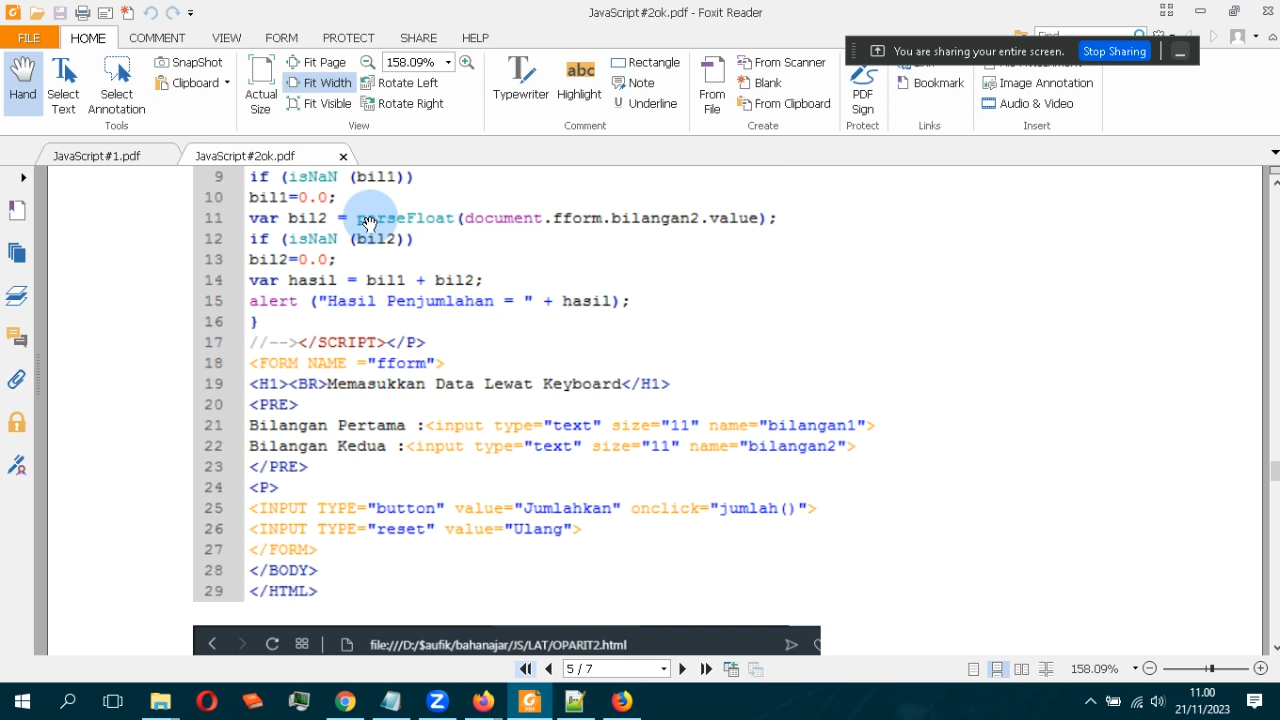 JavaScript#2ok.pdf - Foxit Reader
FILE HOME COMMENT VIEW FORM PROTECT SHARE HELP
Find
You are sharing your entire screen. Stop Sharing
Hand
Select Text
Select Annotation
SnapShot
Clipboard
Tools
Actual Size
Fit Page
Fit Width
Fit Visible
158.09%
Rotate Left
Rotate Right
View
Typewriter
Highlight
Rectangle
Note
Underline
Comment
From File
From Scanner
Blank
From Clipboard
Create
PDF Sign
Protect
Bookmark
Links
Image Annotation
Audio & Video
Insert
JavaScript#1.pdf
JavaScript#2ok.pdf
9 if (isNaN (bil1))
10 bil1=0.0;
11 var bil2 = parseFloat(document.fform.bilangan2.value);
12 if (isNaN (bil2))
13 bil2=0.0;
14 var hasil = bil1 + bil2;
15 alert ("Hasil Penjumlahan = " + hasil);
16 }
17 //--></SCRIPT></P>
18 <FORM NAME ="fform">
19 <H1><BR>Memasukkan Data Lewat Keyboard</H1>
20 <PRE>
21 Bilangan Pertama :<input type="text" size="11" name="bilangan1">
22 Bilangan Kedua :<input type="text" size="11" name="bilangan2">
23 </PRE>
24 <P>
25 <INPUT TYPE="button" value="Jumlahkan" onclick="jumlah()">
26 <INPUT TYPE="reset" value="Ulang">
27 </FORM>
28 </BODY>
29 </HTML>
file:///D:/$aufik/bahanajar/JS/LAT/OPARIT2.html
5 / 7
158.09%
11.00
21/11/2023